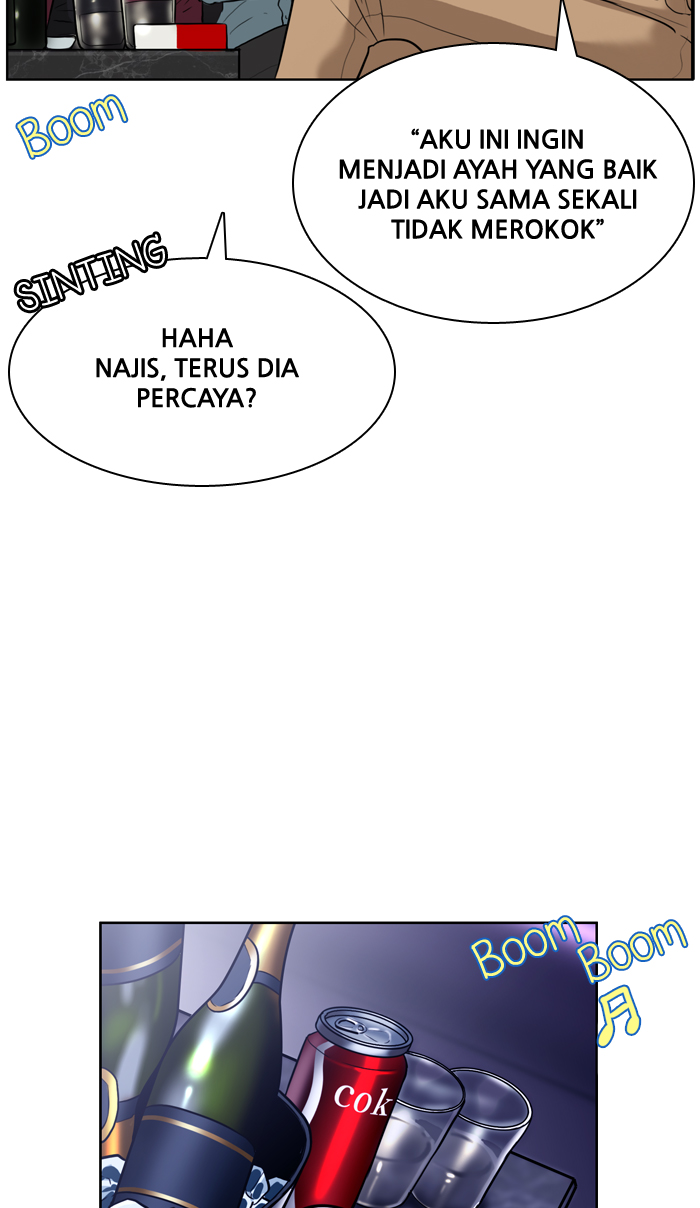 Boom
“AKU INI INGIN
MENJADI AYAH YANG BAIK
JADI AKU SAMA SEKALI
TIDAK MEROKOK”
SINTING
HAHA
NAJIS, TERUS DIA
PERCAYA?
Boom
Boom
cok